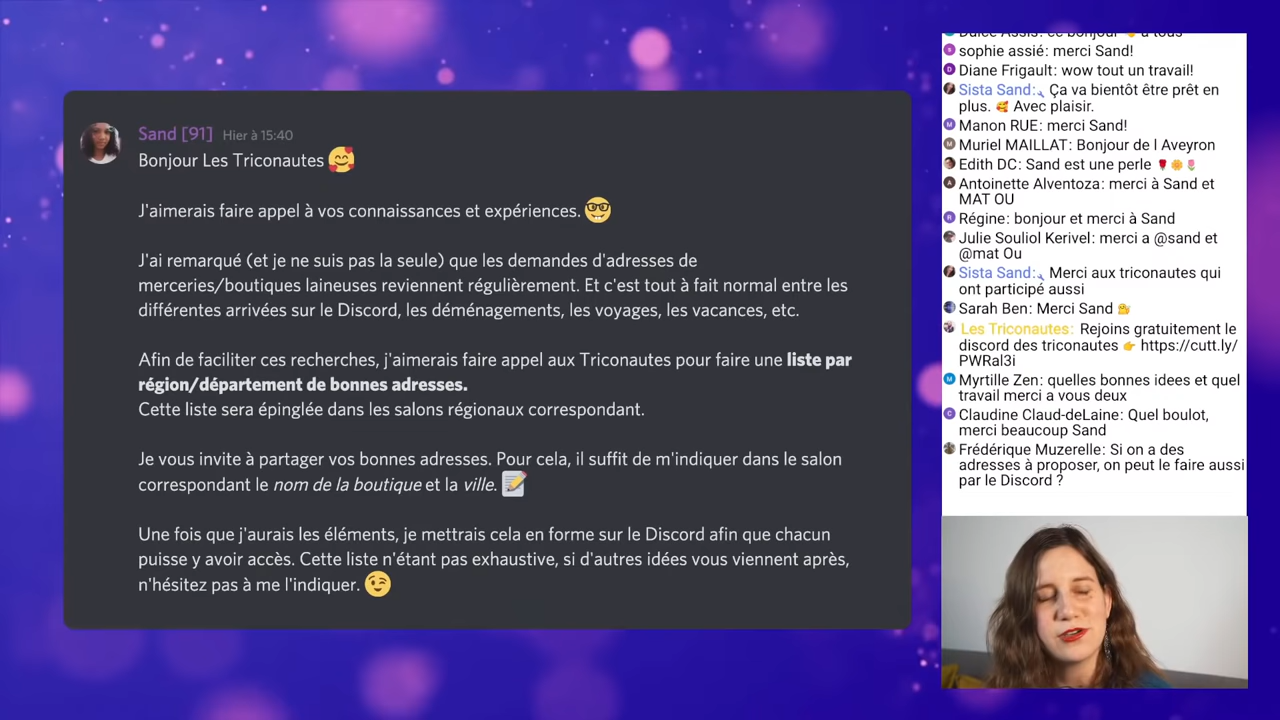 Sand [91] Hier à 15:40
Bonjour Les Triconautes 🥰
J'aimerais faire appel à vos connaissances et expériences. 🤓
J'ai remarqué (et je ne suis pas la seule) que les demandes d'adresses de
merceries/boutiques laineuses reviennent régulièrement. Et c'est tout à fait normal entre les
différentes arrivées sur le Discord, les déménagements, les voyages, les vacances, etc.
Afin de faciliter ces recherches, j'aimerais faire appel aux Triconautes pour faire une liste par
région/département de bonnes adresses.
Cette liste sera épinglée dans les salons régionaux correspondant.
Je vous invite à partager vos bonnes adresses. Pour cela, il suffit de m'indiquer dans le salon
correspondant le nom de la boutique et la ville. 📝
Une fois que j'aurais les éléments, je mettrais cela en forme sur le Discord afin que chacun
puisse y avoir accès. Cette liste n'étant pas exhaustive, si d'autres idées vous viennent après,
n'hésitez pas à me l'indiquer. 😉
sophie assié: merci Sand!
Diane Frigault: wow tout un travail!
Sista Sand: Ça va bientôt être prêt en
plus. 🥰 Avec plaisir.
Manon RUE: merci Sand!
Muriel MAILLAT: Bonjour de l Aveyron
Edith DC: Sand est une perle 🌹🌼🌷
Antoinette Alventoza: merci à Sand et
MAT OU
Régine: bonjour et merci à Sand
Julie Souliol Kerivel: merci a @sand et
@mat Ou
Sista Sand: Merci aux triconautes qui
ont participé aussi
Sarah Ben: Merci Sand
Les Triconautes: Rejoins gratuitement le
discord des triconautes 👉 https://cutt.ly/
PWRal3i
Myrtille Zen: quelles bonnes idees et quel
travail merci a vous deux
Claudine Claud-deLaine: Quel boulot,
merci beaucoup Sand
Frédérique Muzerelle: Si on a des
adresses à proposer, on peut le faire aussi
par le Discord ?